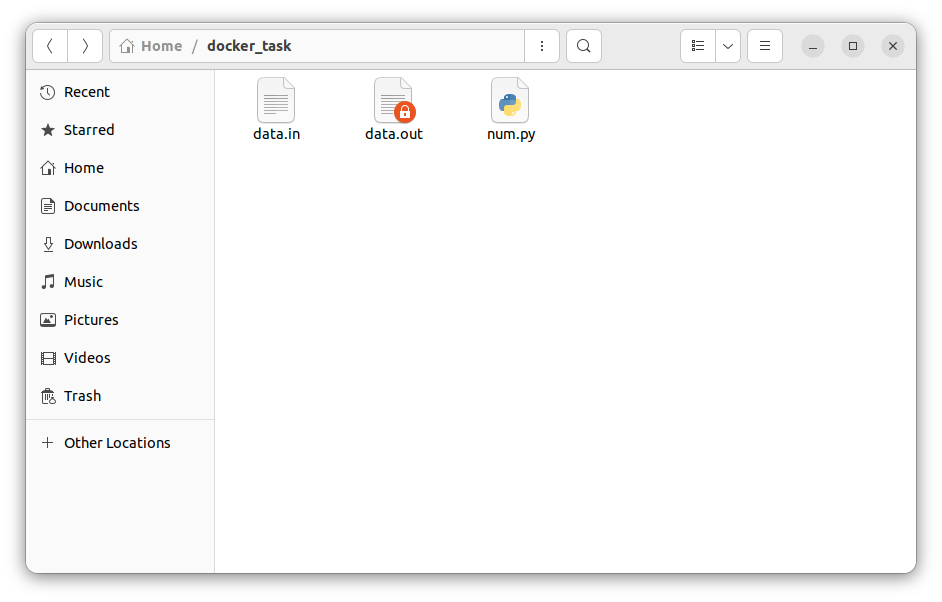 Home / docker_task
Recent
Starred
Home
Documents
Downloads
Music
Pictures
Videos
Trash
Other Locations
data.in data.out num.py